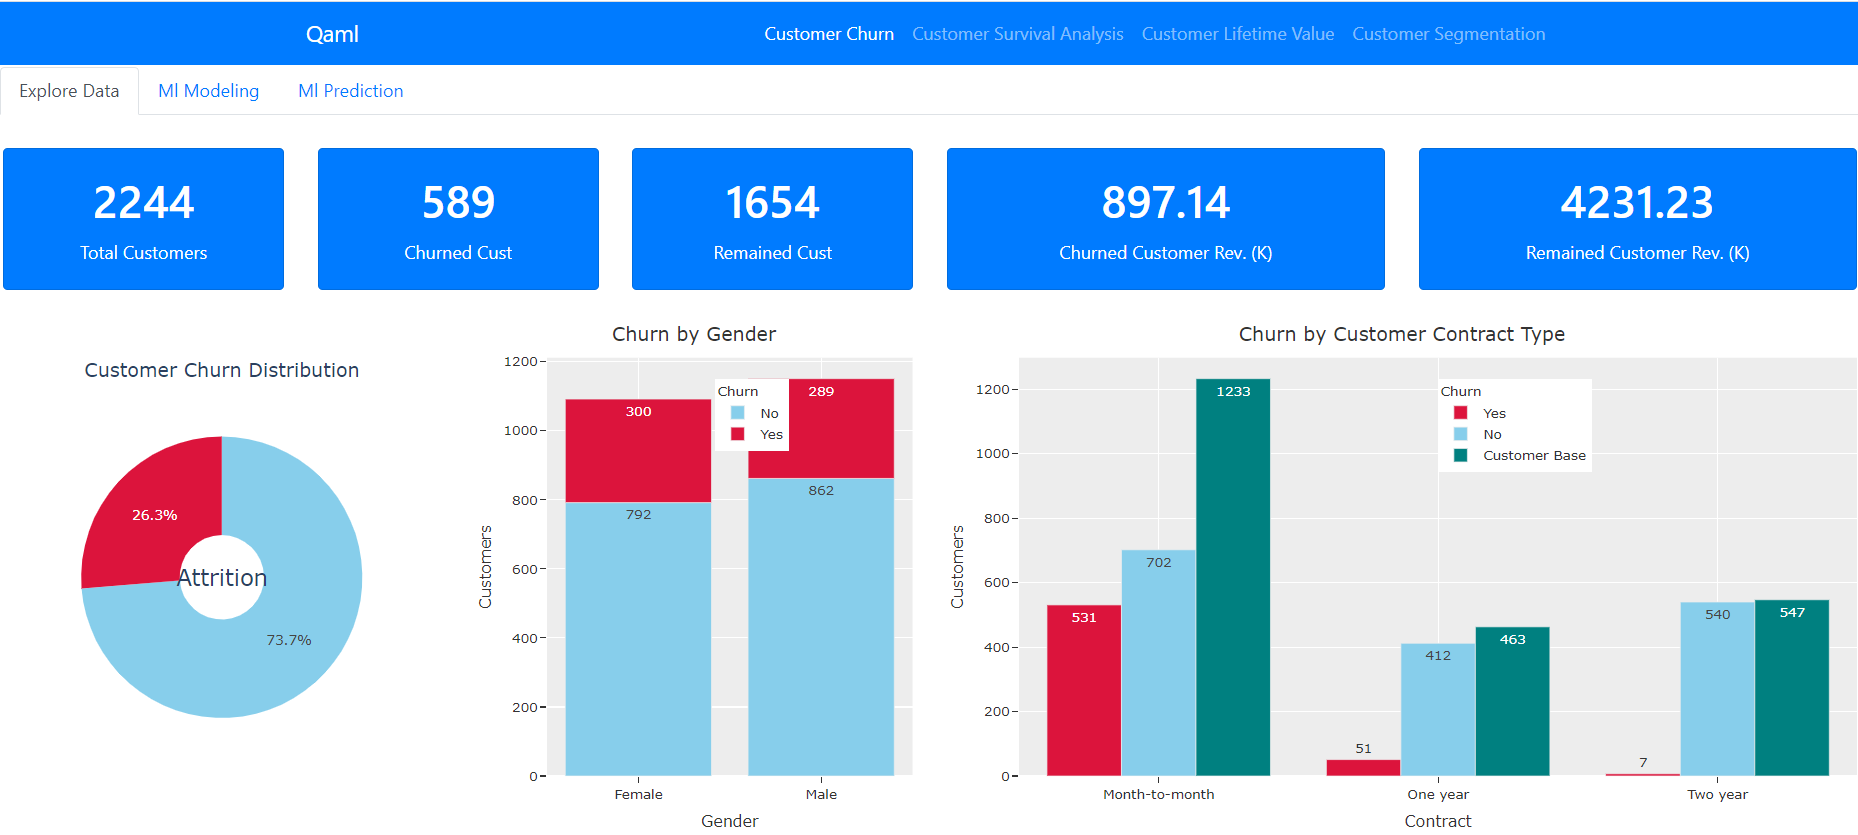 Qaml
Customer Churn Customer Survival Analysis Customer Lifetime Value Customer Segmentation
Explore Data Ml Modeling Ml Prediction
2244
Total Customers
589
Churned Cust
1654
Remained Cust
897.14
Churned Customer Rev. (K)
4231.23
Remained Customer Rev. (K)
Customer Churn Distribution
26.3%
Attrition
73.7%
Churn by Gender
Customers
1200
1000
800
600
400
200
0
300
792
289
862
Churn
No
Yes
Female
Male
Gender
Churn by Customer Contract Type
Customers
1200
1000
800
600
400
200
0
531
702
1233
51
412
463
7
540
547
Churn
Yes
No
Customer Base
Month-to-month
One year
Two year
Contract